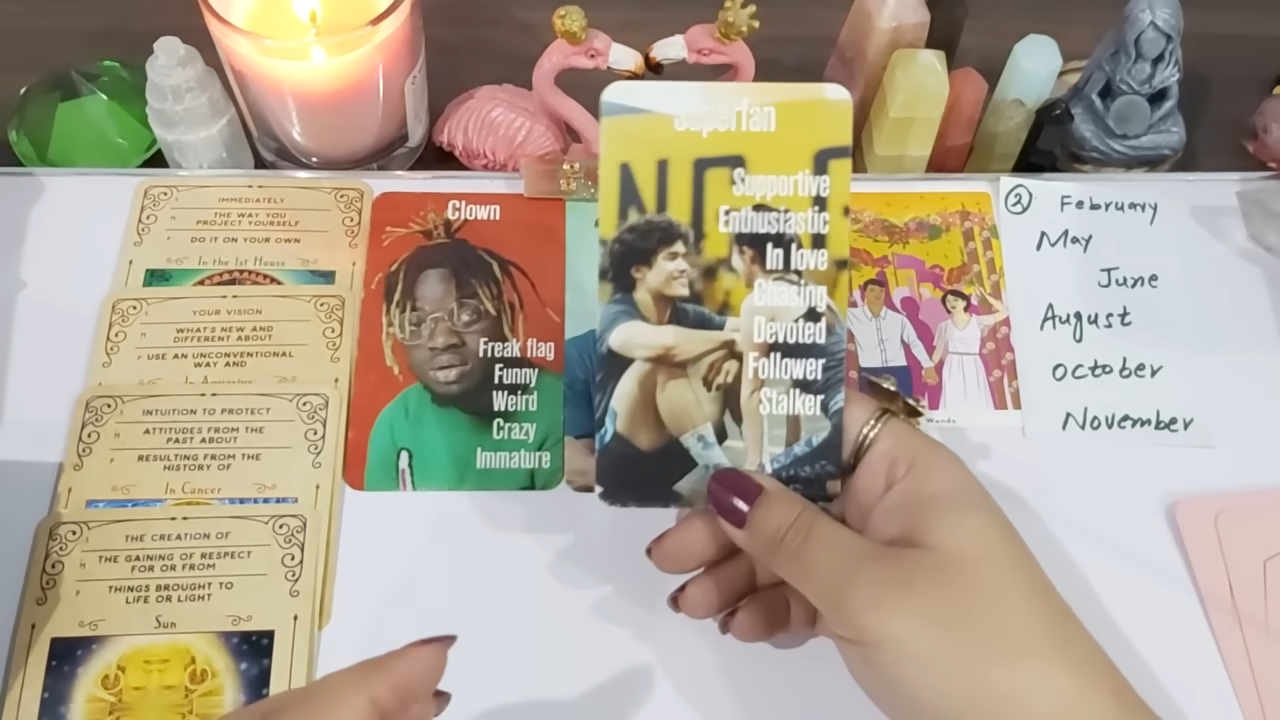 IMMEDIATELY
THE WAY YOU
PROJECT YOURSELF
DO IT ON YOUR OWN
In the 1st House
YOUR VISION
WHAT'S NEW AND
DIFFERENT ABOUT
USE AN UNCONVENTIONAL
WAY AND
In Aquarius
INTUITION TO PROTECT
ATTITUDES FROM THE
PAST ABOUT
RESULTING FROM THE
HISTORY OF
In Cancer
THE CREATION OF
THE GAINING OF RESPECT
FOR OR FROM
THINGS BROUGHT TO
LIFE OR LIGHT
Sun
Clown
Freak flag
Funny
Weird
Crazy
Immature
Superfan
Supportive
Enthusiastic
In love
Chasing
Devoted
Follower
Stalker
Wands
② February
May
June
August
october
November